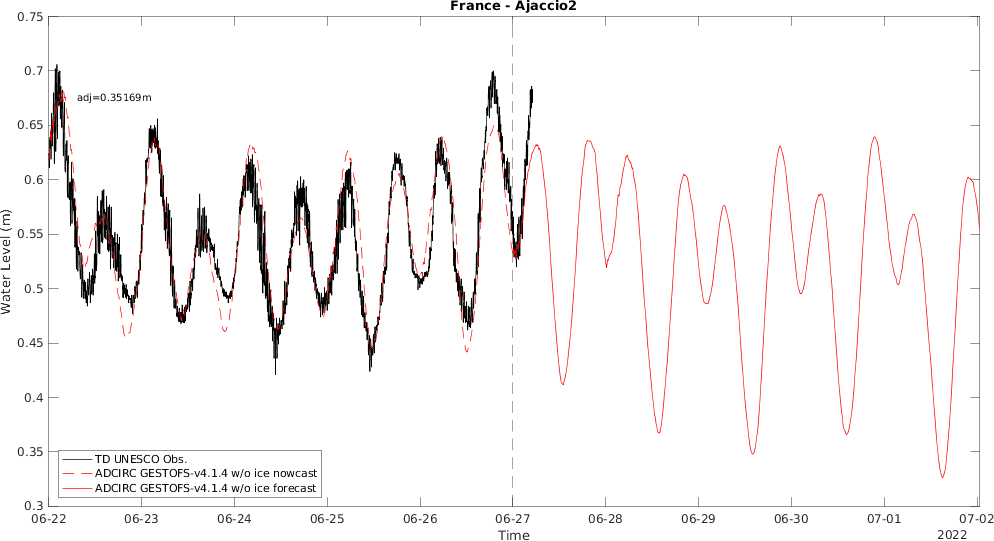 France - Ajaccio2
0.75
0.7
0.65
0.6
0.55
0.5
0.45
0.4
0.35
0.3
Water Level (m)
adj=0.35169m
TD UNESCO Obs.
ADCIRC GESTOFS-v4.1.4 w/o ice nowcast
ADCIRC GESTOFS-v4.1.4 w/o ice forecast
06-22 06-23 06-24 06-25 06-26 06-27 06-28 06-29 06-30 07-01 07-02
Time
2022